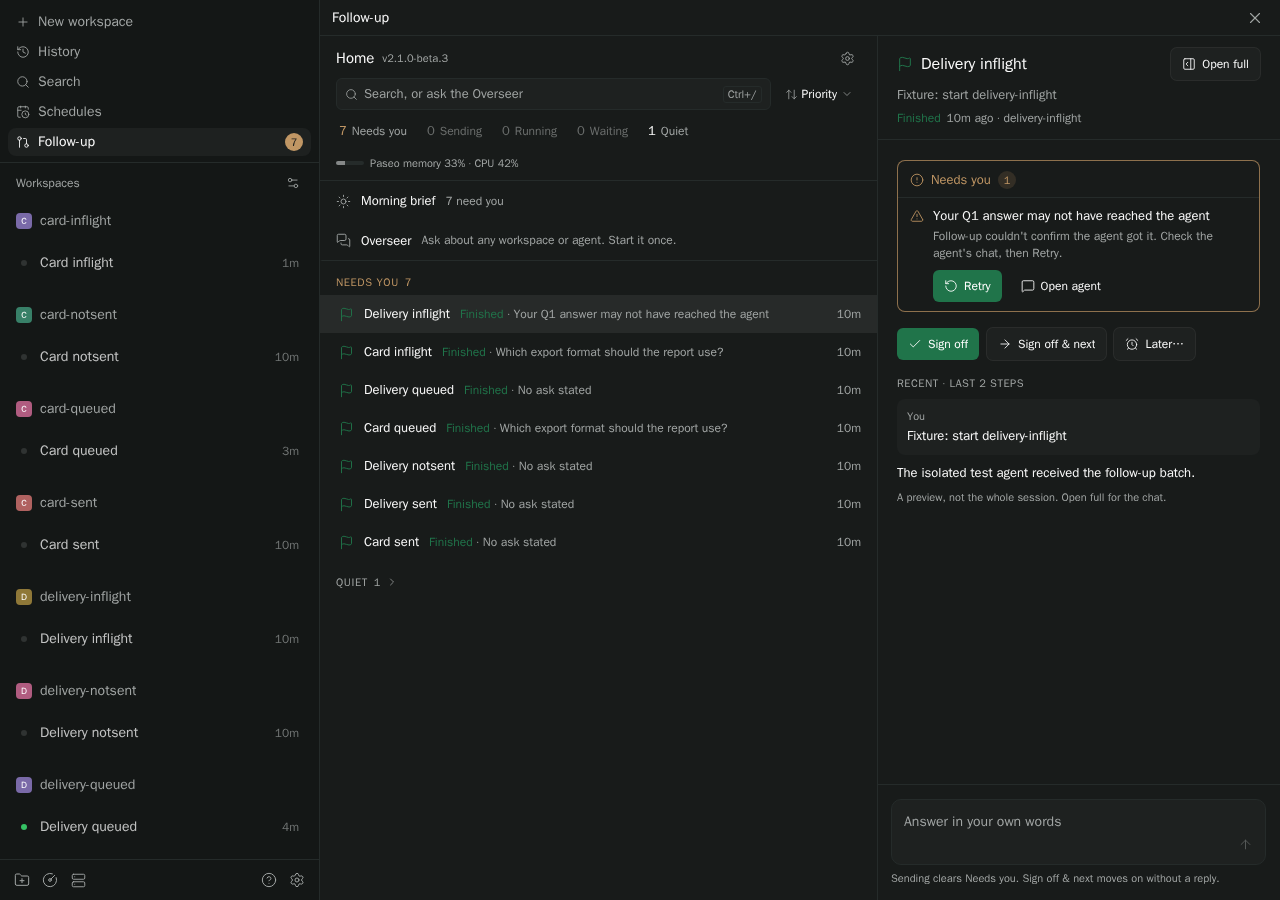 New workspace
History
Search
Schedules
Follow-up 7
Workspaces
C card-inflight
Card inflight 1m
C card-notsent
Card notsent 10m
C card-queued
Card queued 3m
C card-sent
Card sent 10m
D delivery-inflight
Delivery inflight 10m
D delivery-notsent
Delivery notsent 10m
D delivery-queued
Delivery queued 4m
Follow-up
Home v2.1.0-beta.3
Search, or ask the Overseer Ctrl+/ Priority
7 Needs you 0 Sending 0 Running 0 Waiting 1 Quiet
Paseo memory 33% · CPU 42%
Morning brief 7 need you
Overseer Ask about any workspace or agent. Start it once.
NEEDS YOU 7
Delivery inflight Finished · Your Q1 answer may not have reached the agent 10m
Card inflight Finished · Which export format should the report use? 10m
Delivery queued Finished · No ask stated 10m
Card queued Finished · Which export format should the report use? 10m
Delivery notsent Finished · No ask stated 10m
Delivery sent Finished · No ask stated 10m
Card sent Finished · No ask stated 10m
QUIET 1
Delivery inflight Open full
Fixture: start delivery-inflight
Finished 10m ago · delivery-inflight
Needs you 1
Your Q1 answer may not have reached the agent
Follow-up couldn't confirm the agent got it. Check the
agent's chat, then Retry.
Retry Open agent
Sign off Sign off & next Later···
RECENT · LAST 2 STEPS
You
Fixture: start delivery-inflight
The isolated test agent received the follow-up batch.
A preview, not the whole session. Open full for the chat.
Answer in your own words
Sending clears Needs you. Sign off & next moves on without a reply.